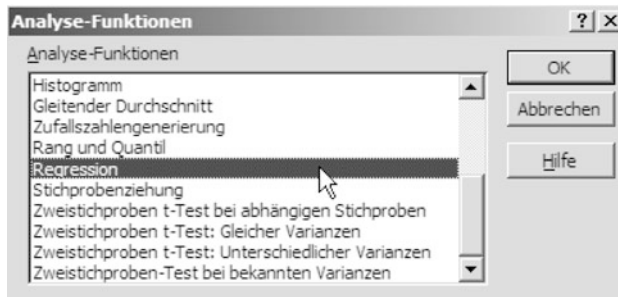 Analyse-Funktionen
Analyse-Funktionen
Histogramm
Gleitender Durchschnitt
Zufallszahlengenerierung
Rang und Quantil
Regression
Stichprobenziehung
Zweistichproben t-Test bei abhängigen Stichproben
Zweistichproben t-Test: Gleicher Varianzen
Zweistichproben t-Test: Unterschiedlicher Varianzen
Zweistichproben-Test bei bekannten Varianzen
OK
Abbrechen
Hilfe